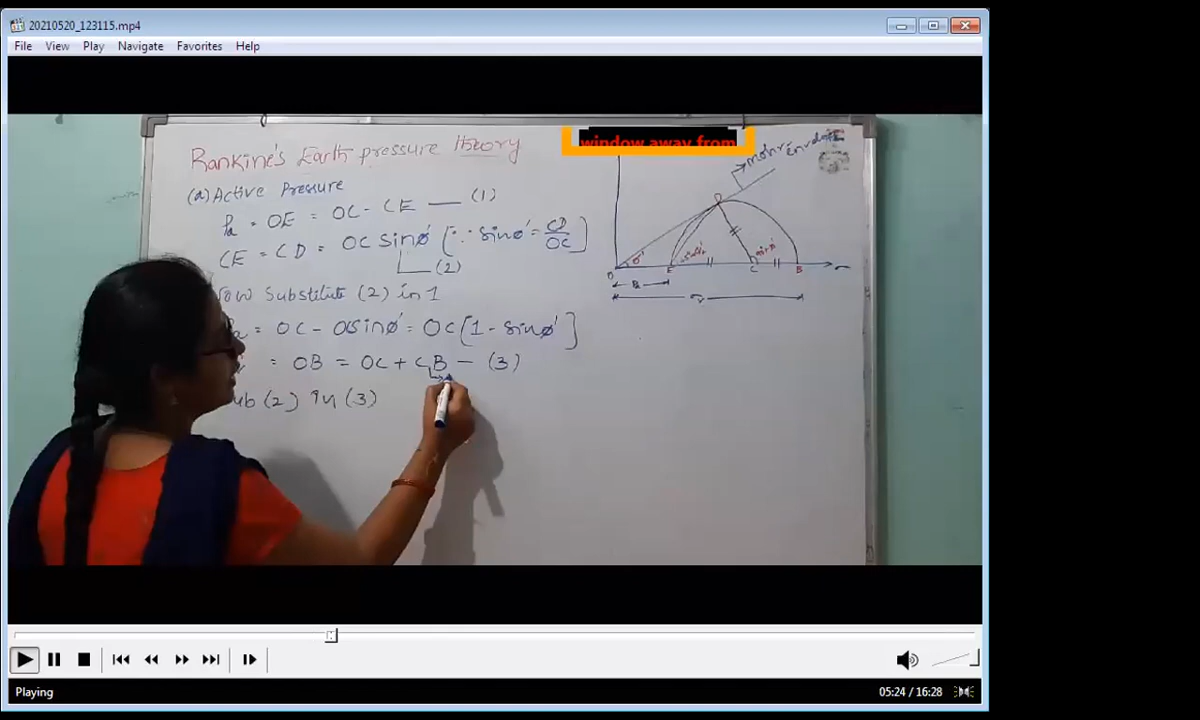 20210520_123115.mp4
File View Play Navigate Favorites Help
window away from
Rankine's Earth pressure theory
(a) Active Pressure
Pa = OE = OC - CE — (1)
CE = CD = OC sinø' [∵ sinø' = CD/OC]
(2)
Now Substitute (2) in 1
= OC - OC sinø' = OC [1 - sinø']
= OB = OC + CB — (3)
Sub (2) in (3)
Mohr envelope
D
O E C B
Playing 05:24 / 16:28